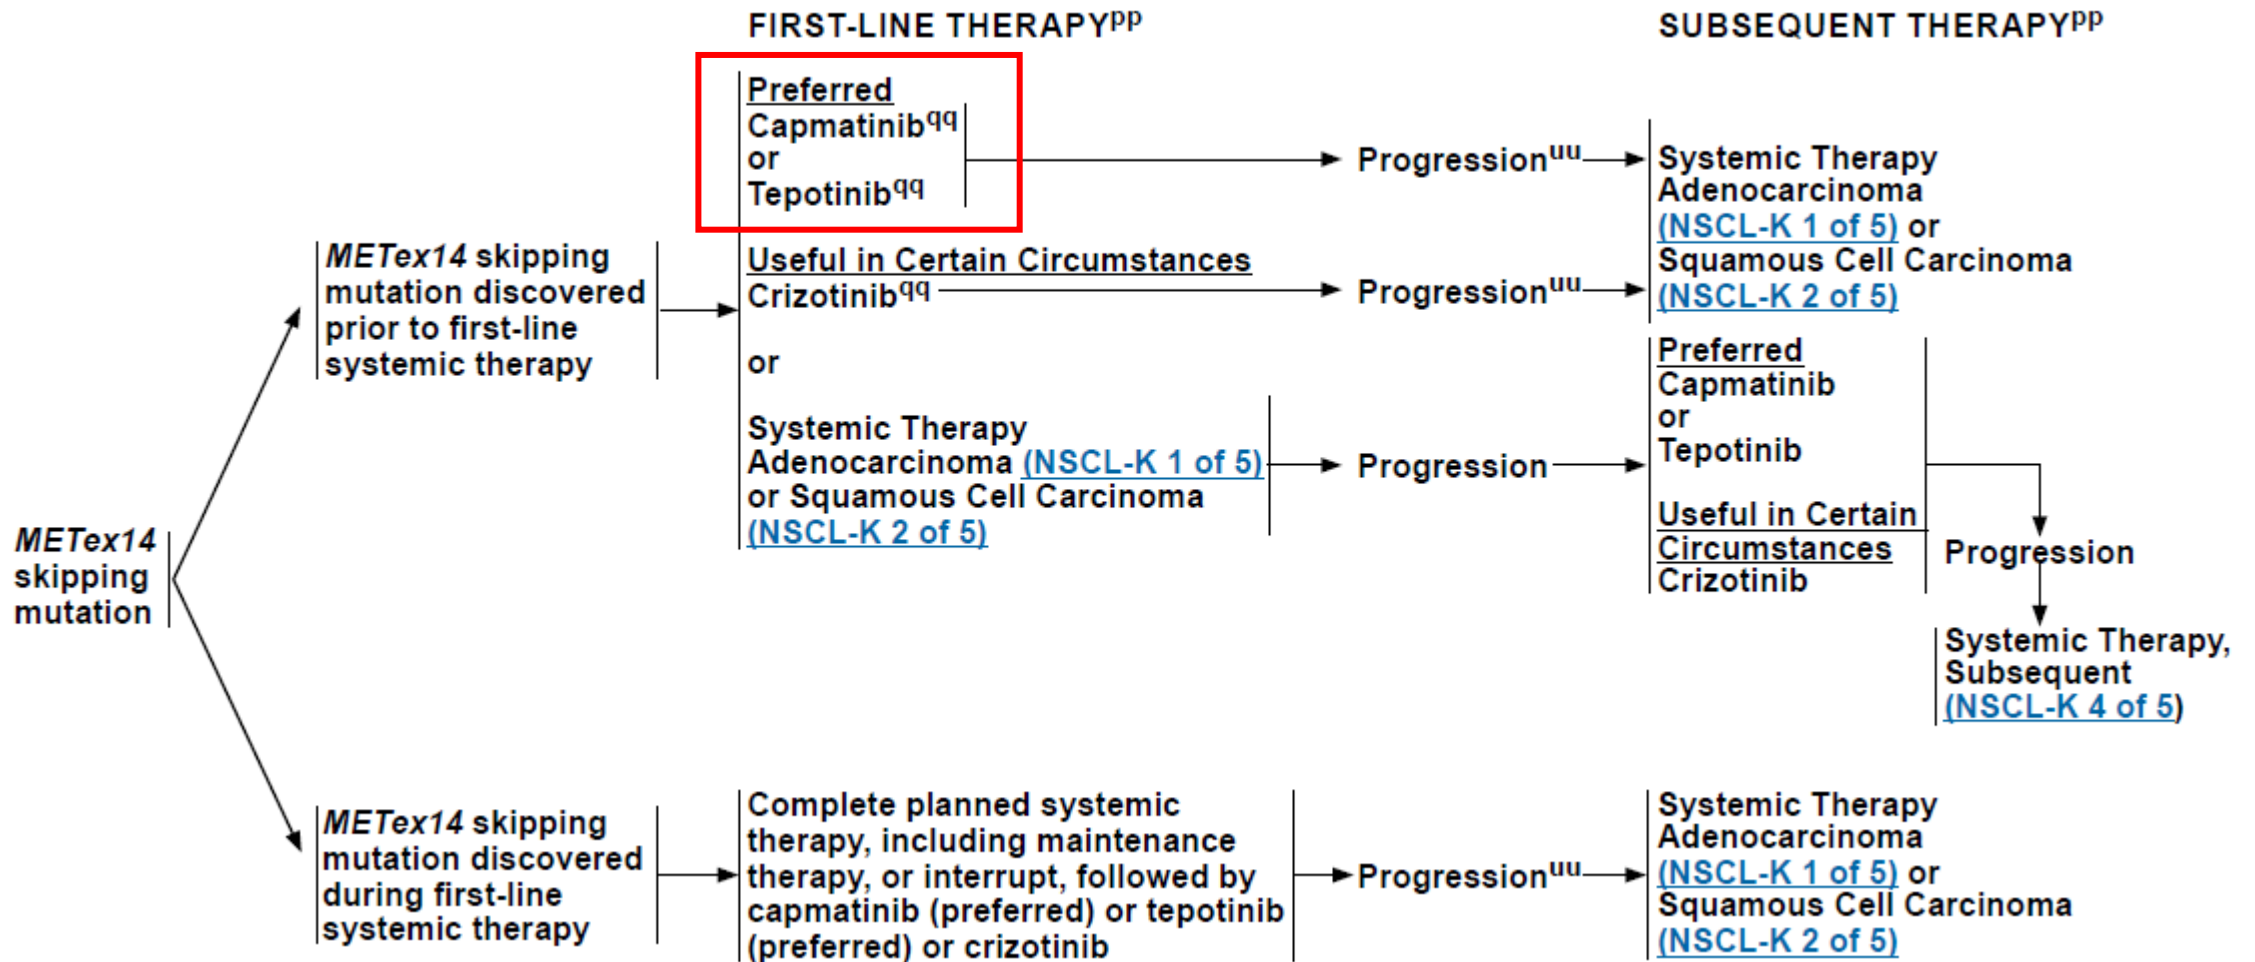 FIRST-LINE THERAPYpp
SUBSEQUENT THERAPYpp
METex14
skipping
mutation
METex14 skipping
mutation discovered
prior to first-line
systemic therapy
Preferred
Capmatinibqq
or
Tepotinibqq
Progressionuu
Useful in Certain Circumstances
Crizotinibqq
Progressionuu
Systemic Therapy
Adenocarcinoma
(NSCL-K 1 of 5) or
Squamous Cell Carcinoma
(NSCL-K 2 of 5)
or
Systemic Therapy
Adenocarcinoma (NSCL-K 1 of 5)
or Squamous Cell Carcinoma
(NSCL-K 2 of 5)
Progression
Preferred
Capmatinib
or
Tepotinib
Useful in Certain
Circumstances
Crizotinib
Progression
Systemic Therapy,
Subsequent
(NSCL-K 4 of 5)
METex14 skipping
mutation discovered
during first-line
systemic therapy
Complete planned systemic
therapy, including maintenance
therapy, or interrupt, followed by
capmatinib (preferred) or tepotinib
(preferred) or crizotinib
Progressionuu
Systemic Therapy
Adenocarcinoma
(NSCL-K 1 of 5) or
Squamous Cell Carcinoma
(NSCL-K 2 of 5)